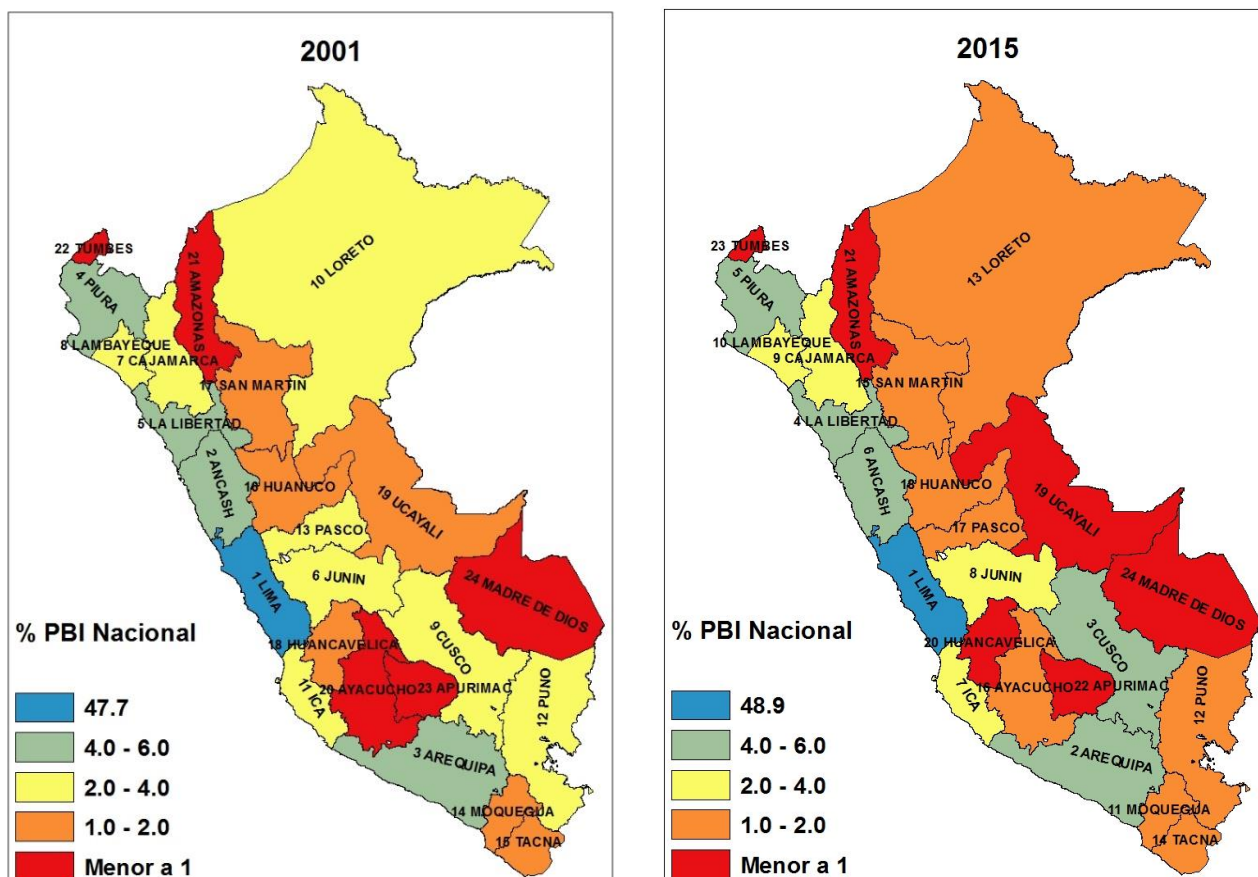 2001
10 LORETO
22 TUMBES
21 AMAZONAS
4 PIURA
8 LAMBAYEQUE
7 CAJAMARCA
17 SAN MARTIN
5 LA LIBERTAD
2 ANCASH
16 HUANUCO
19 UCAYALI
13 PASCO
6 JUNIN
24 MADRE DE DIOS
1 LIMA
18 HUANCAVELICA
9 CUSCO
20 AYACUCHO
23 APURIMAC
11 ICA
12 PUNO
3 AREQUIPA
14 MOQUEGUA
15 TACNA
% PBI Nacional
47.7
4.0 - 6.0
2.0 - 4.0
1.0 - 2.0
Menor a 1
2015
13 LORETO
23 TUMBES
21 AMAZONAS
5 PIURA
10 LAMBAYEQUE
9 CAJAMARCA
15 SAN MARTIN
4 LA LIBERTAD
6 ANCASH
18 HUANUCO
19 UCAYALI
17 PASCO
8 JUNIN
24 MADRE DE DIOS
1 LIMA
20 HUANCAVELICA
3 CUSCO
16 AYACUCHO
22 APURIMAC
7 ICA
12 PUNO
2 AREQUIPA
11 MOQUEGUA
14 TACNA
% PBI Nacional
48.9
4.0 - 6.0
2.0 - 4.0
1.0 - 2.0
Menor a 1